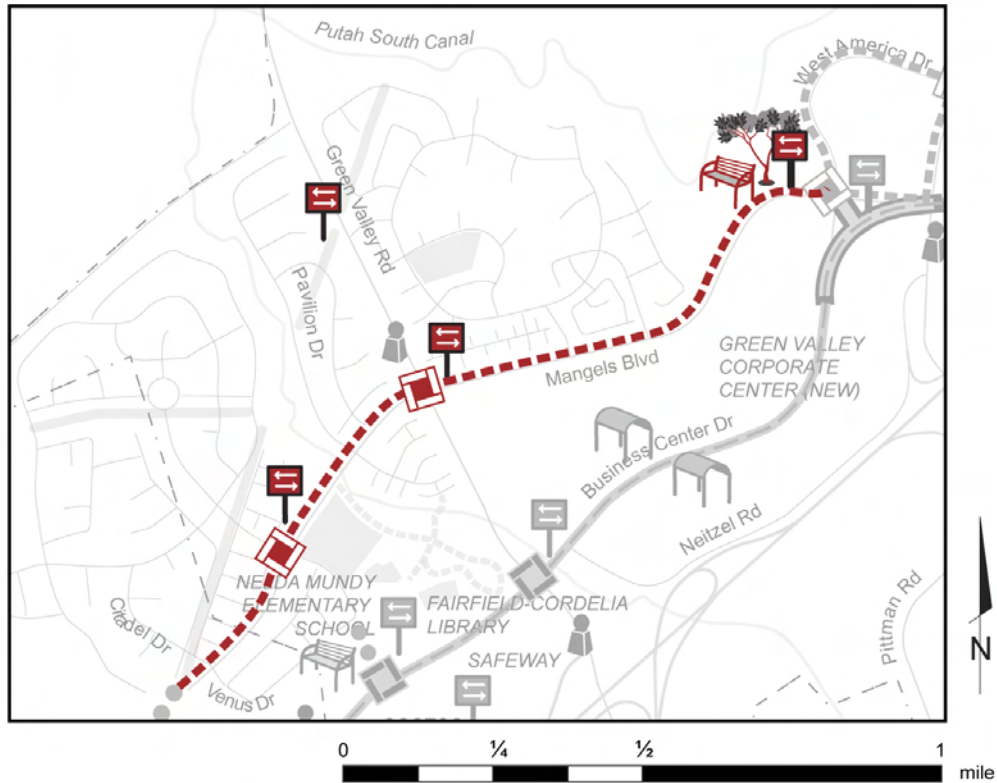 Putah South Canal
West America Dr
Green Valley Rd
Pavilion Dr
Mangels Blvd
GREEN VALLEY
CORPORATE
CENTER (NEW)
Business Center Dr
Neitzel Rd
Pittman Rd
NELDA MUNDY
ELEMENTARY
SCHOOL
FAIRFIELD-CORDELIA
LIBRARY
SAFEWAY
Citadel Dr
Venus Dr
N
0 ¼ ½ 1
mile